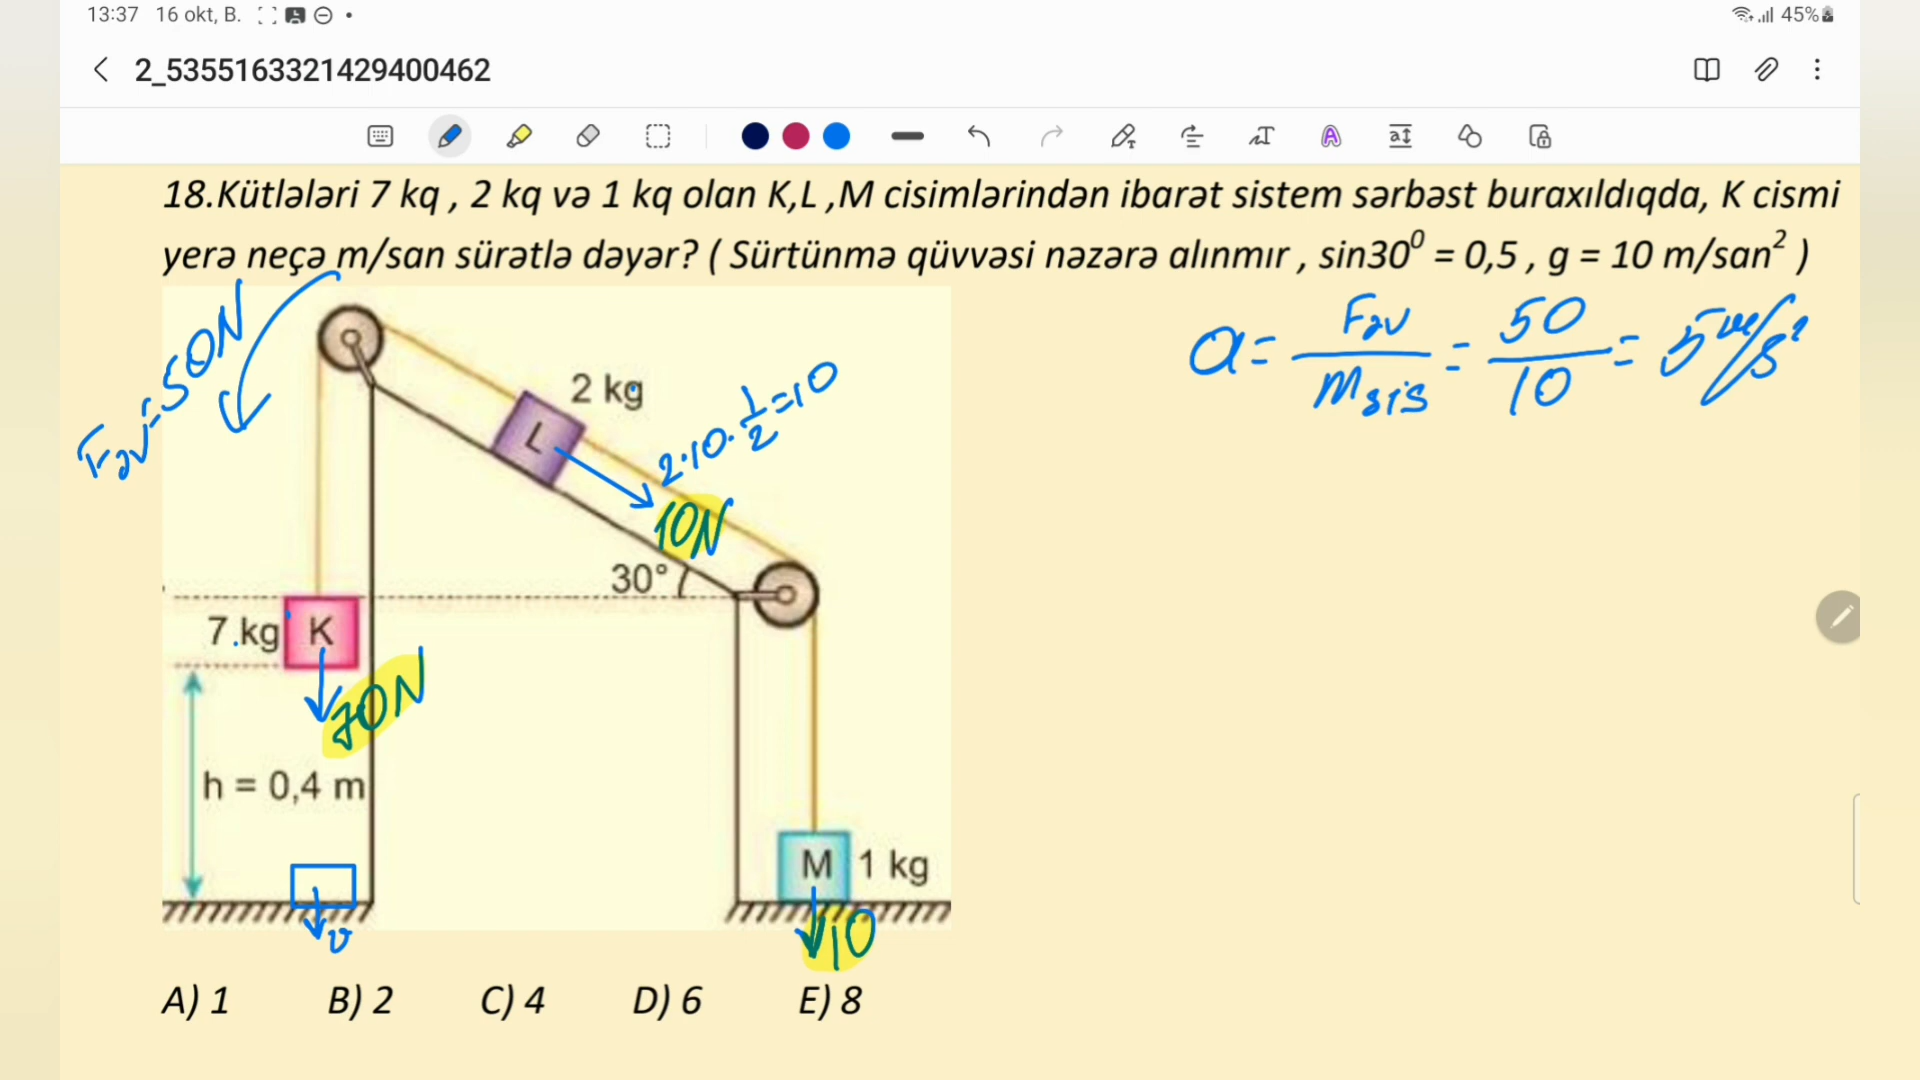 13:37 16 okt, B.
45%
2_5355163321429400462
18.Kütlələri 7 kq , 2 kq və 1 kq olan K,L ,M cisimlərindən ibarət sistem sərbəst buraxıldıqda, K cismi
yerə neçə m/san sürətlə dəyər? ( Sürtünmə qüvvəsi nəzərə alınmır , sin30⁰ = 0,5 , g = 10 m/san² )
Fəv=50N
a = Fəv/Msis = 50/10 = 5 m/s²
2 kg
L
2·10·1/2=10
10N
30°
7.kg K
70N
h = 0,4 m
M 1 kg
v
10
A) 1 B) 2 C) 4 D) 6 E) 8